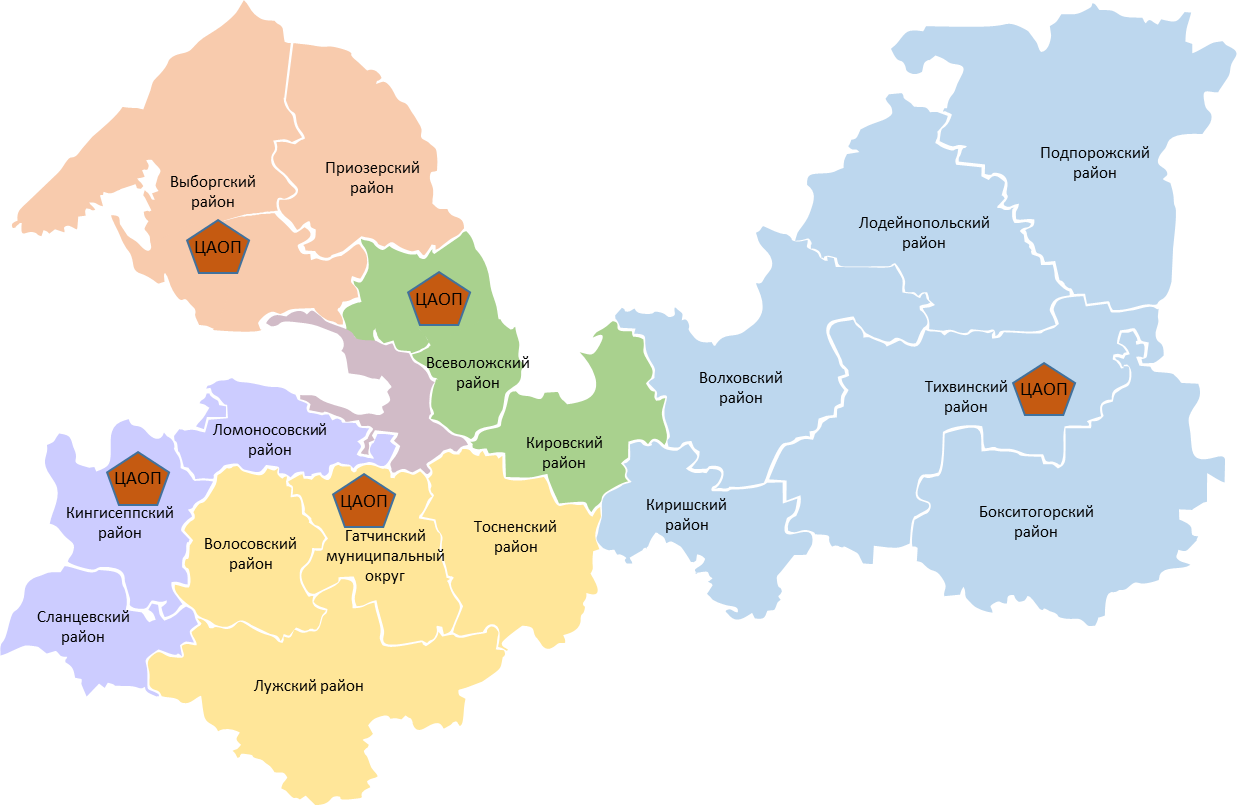 Подпорожский
район
Приозерский
район
Выборгский
район
ЦАОП
Лодейнопольский
район
ЦАОП
Всеволожский
район
Волховский
район
Тихвинский
район
ЦАОП
Ломоносовский
район
Кировский
район
ЦАОП
Кингисеппский
район
ЦАОП
Гатчинский
муниципальный
округ
Киришский
район
Бокситогорский
район
Тосненский
район
Волосовский
район
Сланцевский
район
Лужский район